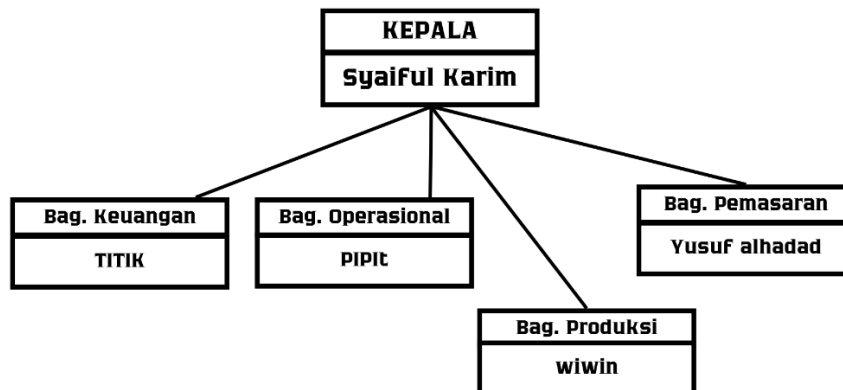 KEPALA
Syaiful Karim
Bag. Keuangan
TITIK
Bag. Operasional
PIPIt
Bag. Pemasaran
Yusuf alhadad
Bag. Produksi
wiwin